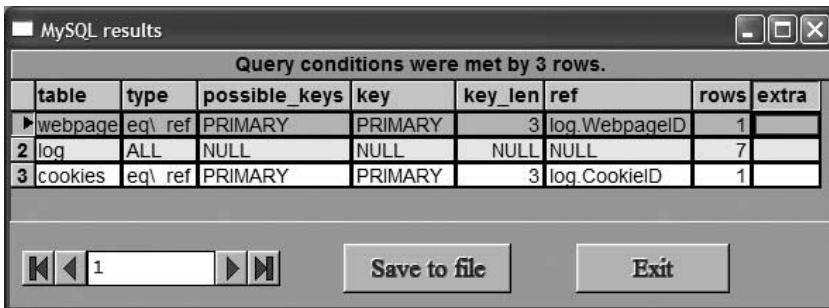 MySQL results
Query conditions were met by 3 rows.
table type possible_keys key key_len ref rows extra
webpage eq\_ref PRIMARY PRIMARY 3 log.WebpageID 1
2 log ALL NULL NULL NULL NULL 7
3 cookies eq\_ref PRIMARY PRIMARY 3 log.CookieID 1
1 Save to file Exit